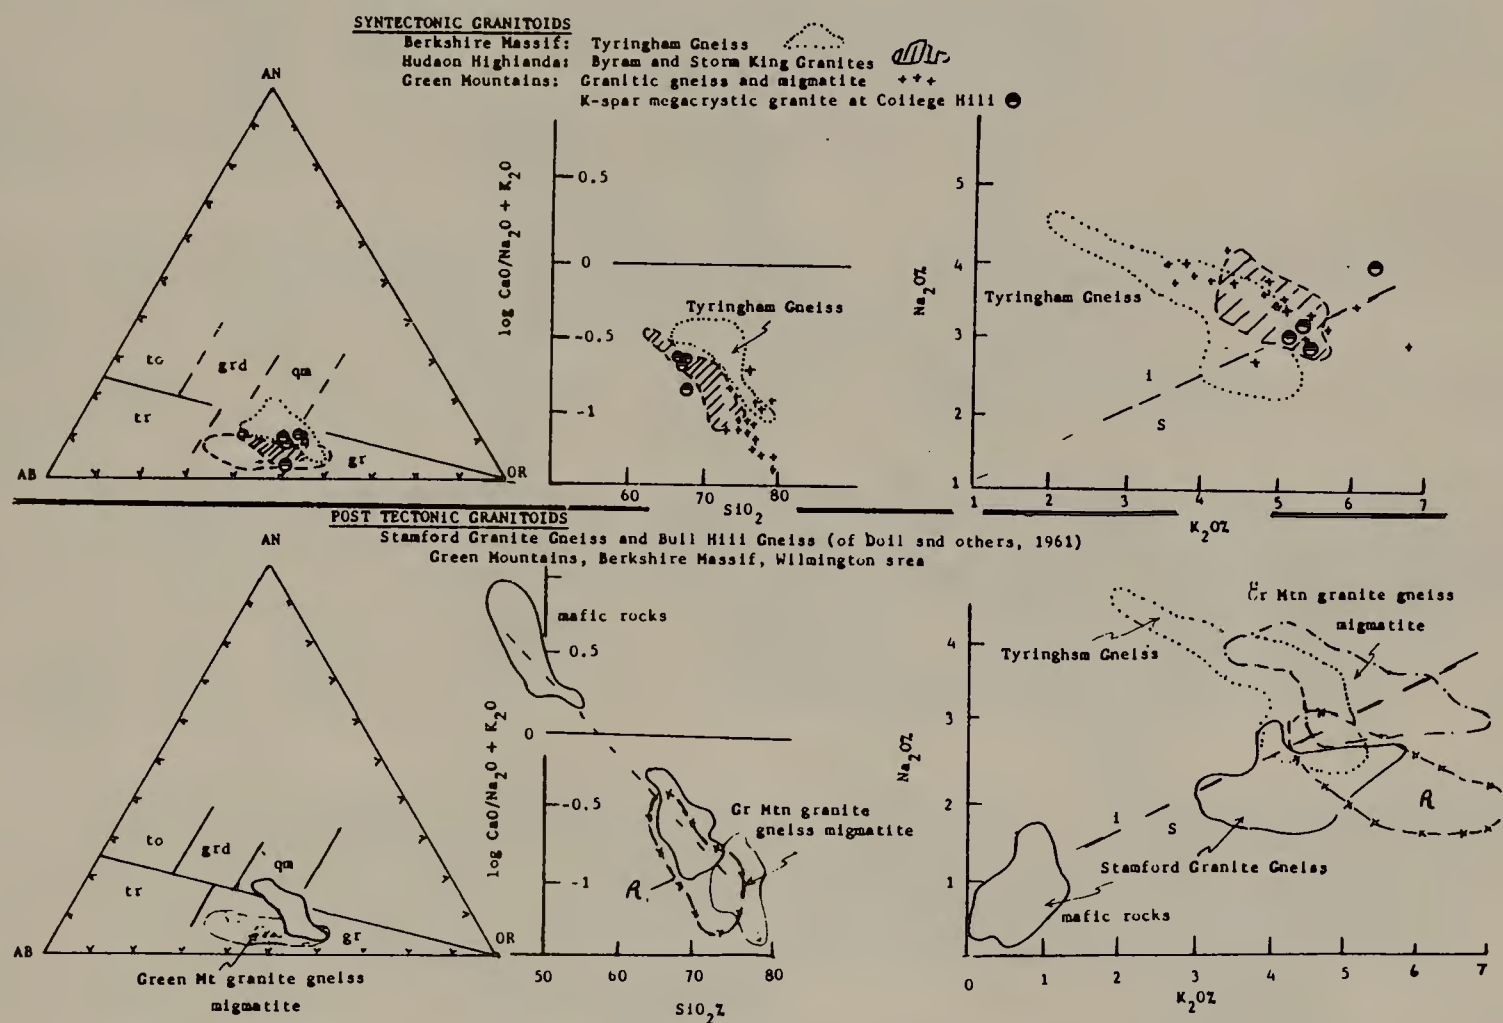 SYNTECTONIC GRANITOIDS
Berkshire Massif: Tyringham Gneiss
Hudaon Highlanda: Byram and Storm King Granites
Green Mountains: Granitic gneiss and migmatite
K-spar megacrystic granite at College Hill
AN
to
grd
qm
tr
gr
AB
OR
log CaO/Na2O + K2O
0.5
0
-0.5
-1
Tyringham Gneiss
60
70
80
SiO2
Na2O%
5
4
3
2
1
Tyringham Gneiss
i
S
1
2
3
4
5
6
7
K2O%
POST TECTONIC GRANITOIDS
Stamford Granite Gneiss and Bull Hill Gneiss (of Doll snd others, 1961)
Green Mountains, Berkshire Massif, Wilmington srea
AN
to
grd
qm
tr
gr
AB
OR
Green Mt granite gneiss
migmatite
log CaO/Na2O + K2O
mafic rocks
0.5
0
-0.5
-1
Gr Mtn granite
gneiss migmatite
R
50
60
70
80
SiO2%
Na2O%
4
3
2
1
Gr Mtn granite gneiss
migmatite
Tyringhsm Gneiss
i
S
R
Stamford Granite Gneiss
mafic rocks
0
1
2
3
4
5
6
7
K2O%